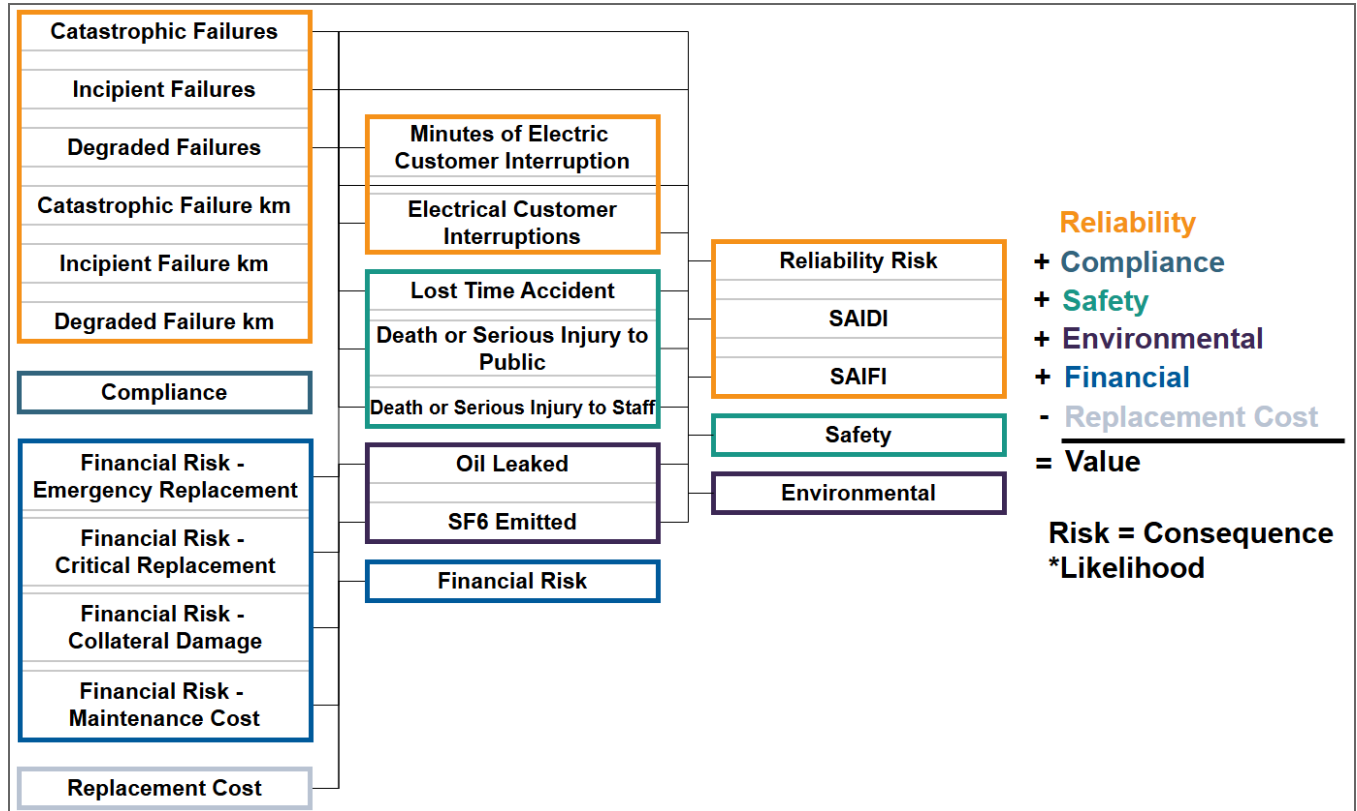 Catastrophic Failures
Incipient Failures
Degraded Failures
Catastrophic Failure km
Incipient Failure km
Degraded Failure km
Compliance
Financial Risk -
Emergency Replacement
Financial Risk -
Critical Replacement
Financial Risk -
Collateral Damage
Financial Risk -
Maintenance Cost
Replacement Cost
Minutes of Electric
Customer Interruption
Electrical Customer
Interruptions
Lost Time Accident
Death or Serious Injury to
Public
Death or Serious Injury to Staff
Oil Leaked
SF6 Emitted
Financial Risk
Reliability Risk
SAIDI
SAIFI
Safety
Environmental
Reliability
+ Compliance
+ Safety
+ Environmental
+ Financial
- Replacement Cost
= Value
Risk = Consequence
*Likelihood